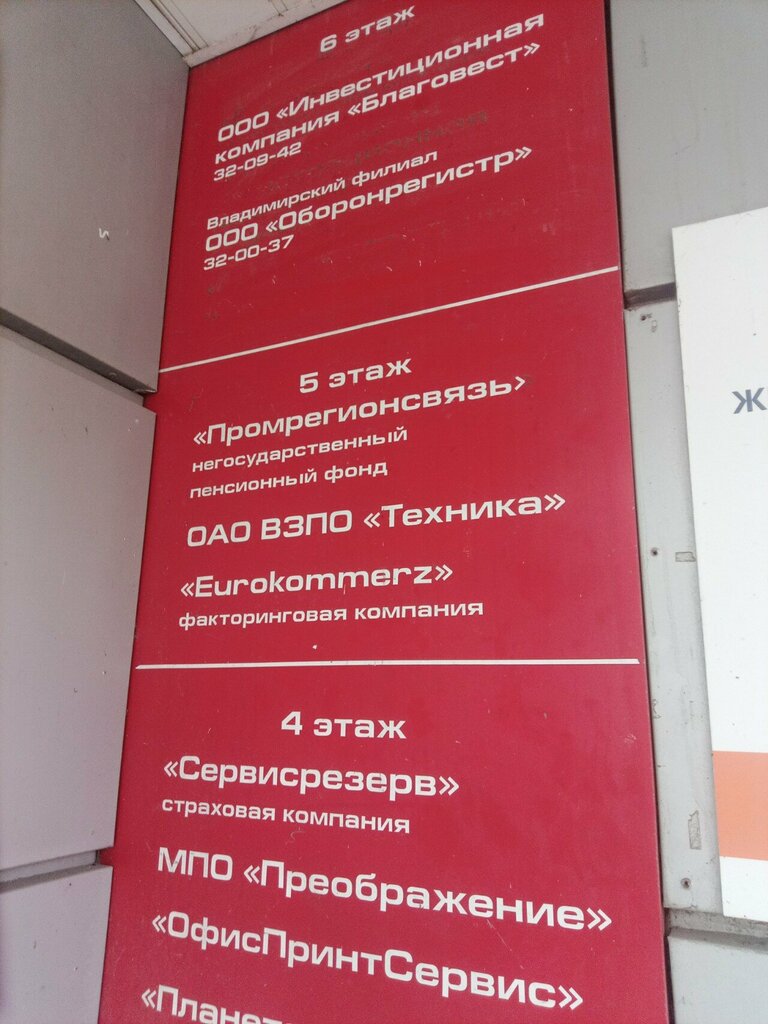 6 этаж
ООО «Инвестиционная
компания «Благовест»
32-09-42
Владимирский филиал
ООО «Оборонрегистр»
32-00-37
5 этаж
«Промрегионсвязь›
негосударственный
пенсионный фонд
ОАО ВЗПО «Техника»
«Eurokommerz»
факторинговая компания
4 этаж
«Сервисрезерв»
страховая компания
МПО «Преображение»
«ОфисПринтСервис»